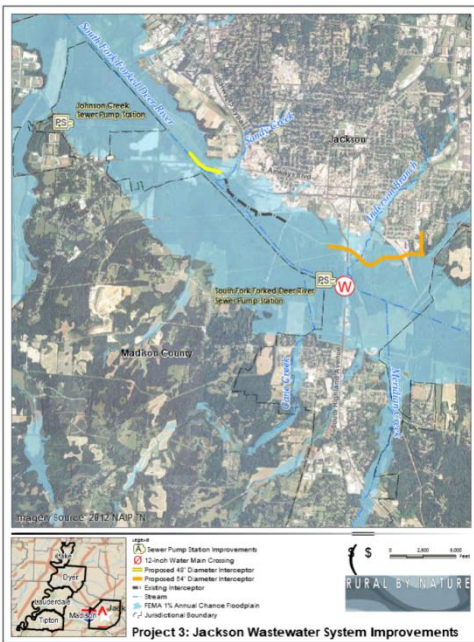 South Fork Forked Deer River
Johnson Creek
Sewer Pump Station
PS
Sandy Creek
Jackson
Anderson Branch
PS
W
South Fork Forked Deer River
Sewer Pump Station
Madison County
Cane Creek
Meridian Creek
Imagery Source: 2012 NAIP TN
Lake
Dyer
Lauderdale
Tipton
Madison
Jack
Legend
A Sewer Pump Station Improvements
12-inch Water Main Crossing
Proposed 48" Diameter Interceptor
Proposed 54" Diameter Interceptor
Existing Interceptor
Stream
FEMA 1% Annual Chance Floodplain
Jurisdictional Boundary
$
0
Feet
RURAL BY NATURE
Project 3: Jackson Wastewater System Improvements